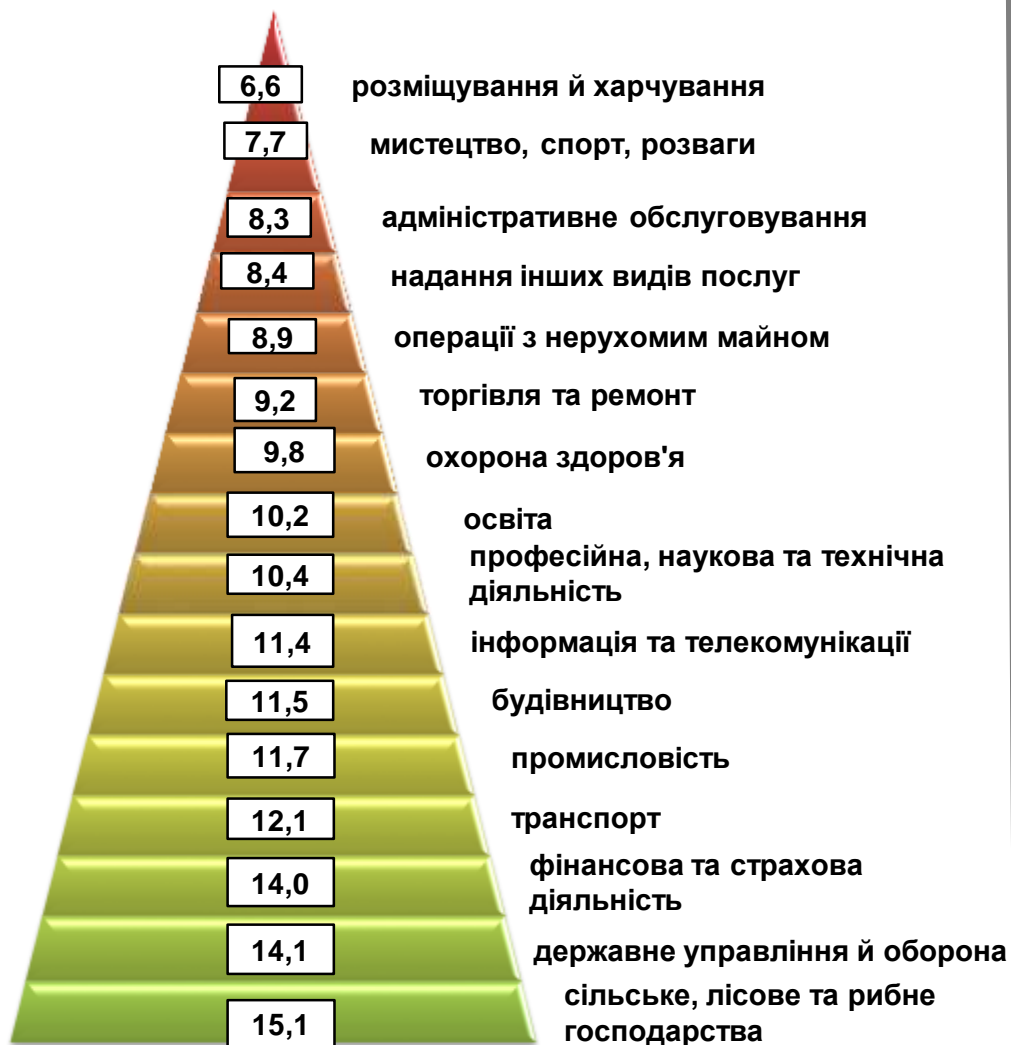 6,6 розміщування й харчування
7,7 мистецтво, спорт, розваги
8,3 адміністративне обслуговування
8,4 надання інших видів послуг
8,9 операції з нерухомим майном
9,2 торгівля та ремонт
9,8 охорона здоров'я
10,2 освіта
10,4 професійна, наукова та технічна
діяльність
11,4 інформація та телекомунікації
11,5 будівництво
11,7 промисловість
12,1 транспорт
14,0 фінансова та страхова
діяльність
14,1 державне управління й оборона
15,1 сільське, лісове та рибне
господарства